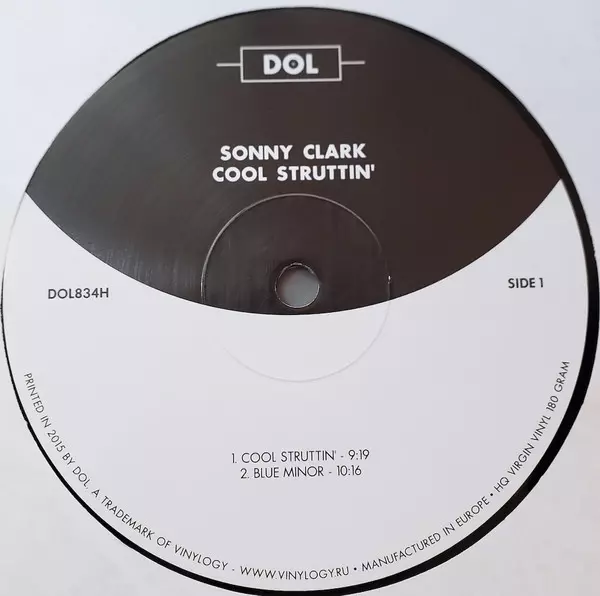 DOL
SONNY CLARK
COOL STRUTTIN'
DOL834H
SIDE 1
1. COOL STRUTTIN' - 9:19
2. BLUE MINOR - 10:16
PRINTED IN 2015 BY DOL, A TRADEMARK OF VINYLOGY - WWW.VINYLOGY.RU • MANUFACTURED IN EUROPE • HQ VIRGIN VINYL 180 GRAM